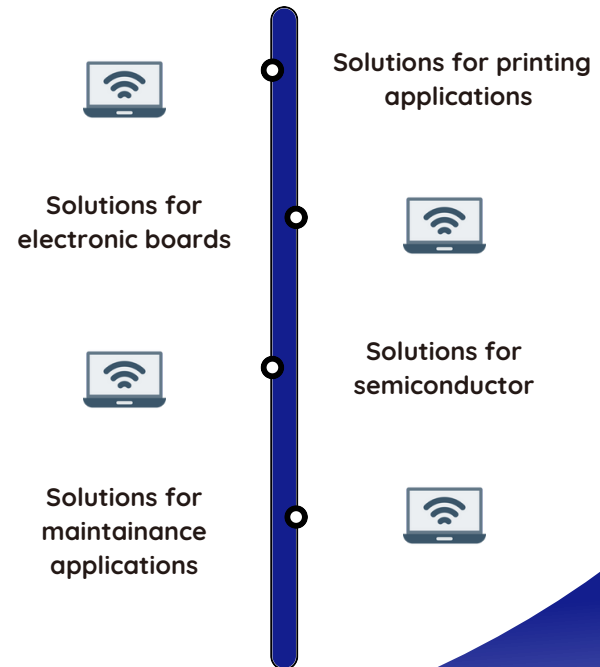 Solutions for printing
applications
Solutions for
electronic boards
Solutions for
semiconductor
Solutions for
maintainance
applications